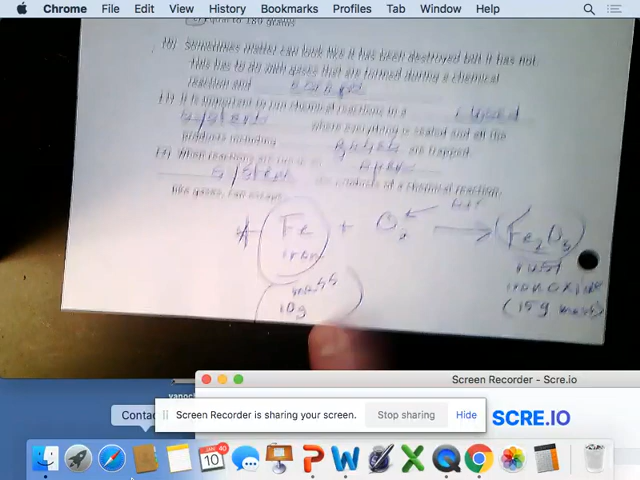 Chrome File Edit View History Bookmarks Profiles Tab Window Help
equal to 180 grams
10) Sometimes matter can look like it has been destroyed but it has not
This has to do with gases that are formed during a chemical
reaction and
11) It is important to run chemical reactions in a closed
system where everything is sealed and all the
products including gases are trapped.
12) When reactions are run in an open
system products of a chemical reaction,
like gases, can escape
* Fe + O2 → Fe2O3
iron rust
mass iron oxide
10g (15g mass)
Screen Recorder - Scre.io
Contac
Screen Recorder is sharing your screen. Stop sharing Hide
SCRE.IO
JAN
10